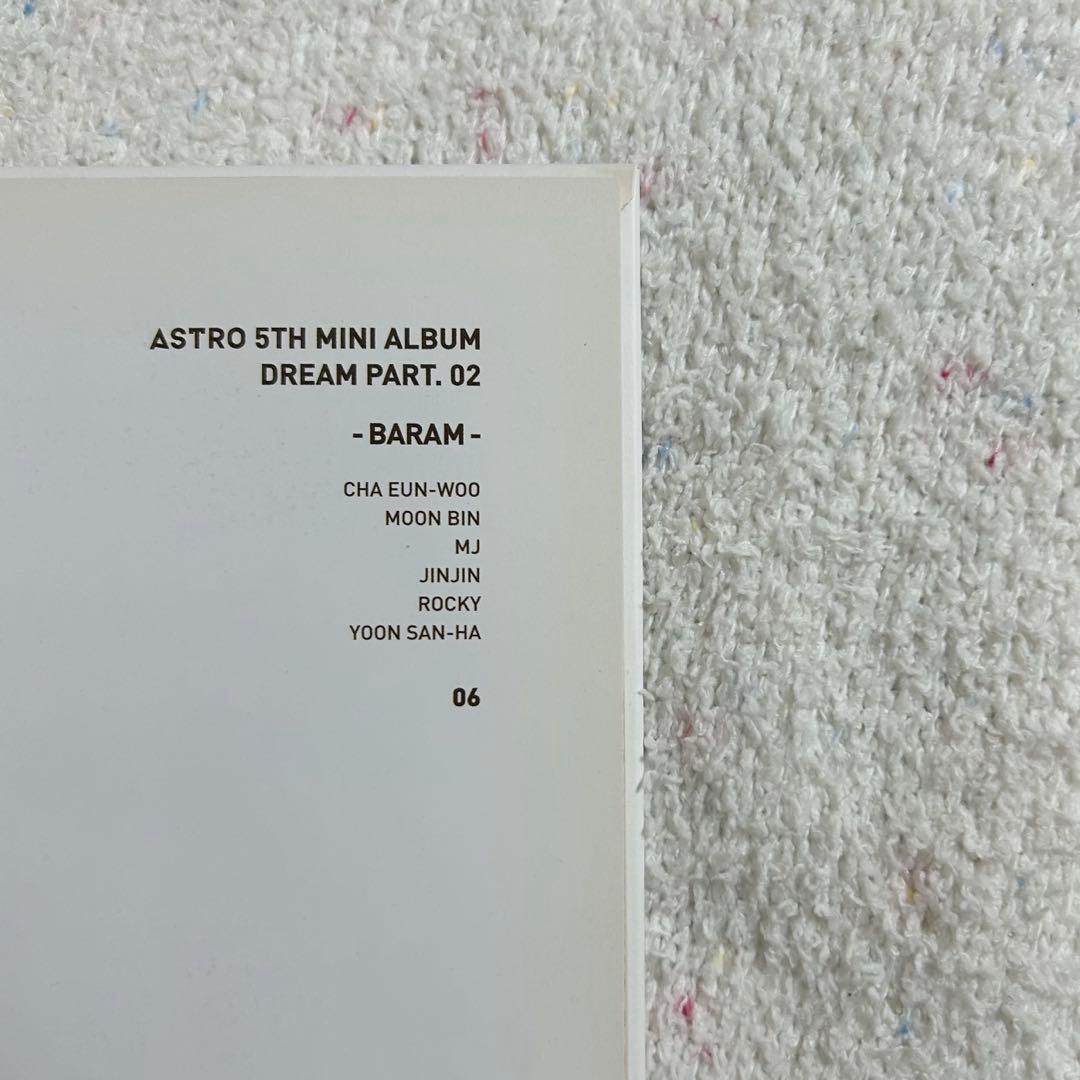 ASTRO 5TH MINI ALBUM
DREAM PART. 02
- BARAM -
CHA EUN-WOO
MOON BIN
MJ
JINJIN
ROCKY
YOON SAN-HA
06